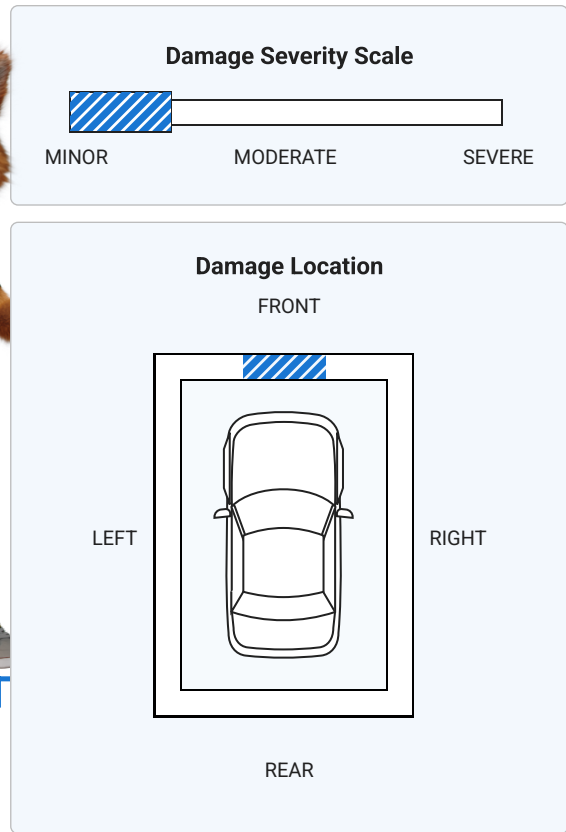 Damage Severity Scale
MINOR MODERATE SEVERE
Damage Location
FRONT
LEFT RIGHT
REAR